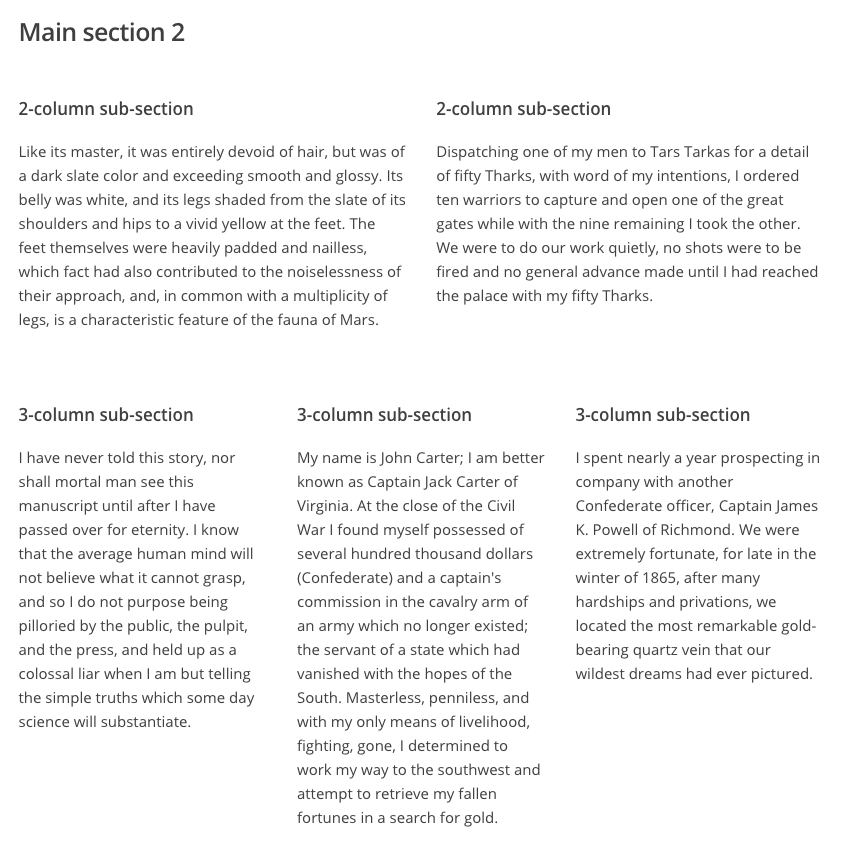 Main section 2
2-column sub-section
Like its master, it was entirely devoid of hair, but was of
a dark slate color and exceeding smooth and glossy. Its
belly was white, and its legs shaded from the slate of its
shoulders and hips to a vivid yellow at the feet. The
feet themselves were heavily padded and nailless,
which fact had also contributed to the noiselessness of
their approach, and, in common with a multiplicity of
legs, is a characteristic feature of the fauna of Mars.
2-column sub-section
Dispatching one of my men to Tars Tarkas for a detail
of fifty Tharks, with word of my intentions, I ordered
ten warriors to capture and open one of the great
gates while with the nine remaining I took the other.
We were to do our work quietly, no shots were to be
fired and no general advance made until I had reached
the palace with my fifty Tharks.
3-column sub-section
I have never told this story, nor
shall mortal man see this
manuscript until after I have
passed over for eternity. I know
that the average human mind will
not believe what it cannot grasp,
and so I do not purpose being
pilloried by the public, the pulpit,
and the press, and held up as a
colossal liar when I am but telling
the simple truths which some day
science will substantiate.
3-column sub-section
My name is John Carter; I am better
known as Captain Jack Carter of
Virginia. At the close of the Civil
War I found myself possessed of
several hundred thousand dollars
(Confederate) and a captain's
commission in the cavalry arm of
an army which no longer existed;
the servant of a state which had
vanished with the hopes of the
South. Masterless, penniless, and
with my only means of livelihood,
fighting, gone, I determined to
work my way to the southwest and
attempt to retrieve my fallen
fortunes in a search for gold.
3-column sub-section
I spent nearly a year prospecting in
company with another
Confederate officer, Captain James
K. Powell of Richmond. We were
extremely fortunate, for late in the
winter of 1865, after many
hardships and privations, we
located the most remarkable gold-
bearing quartz vein that our
wildest dreams had ever pictured.